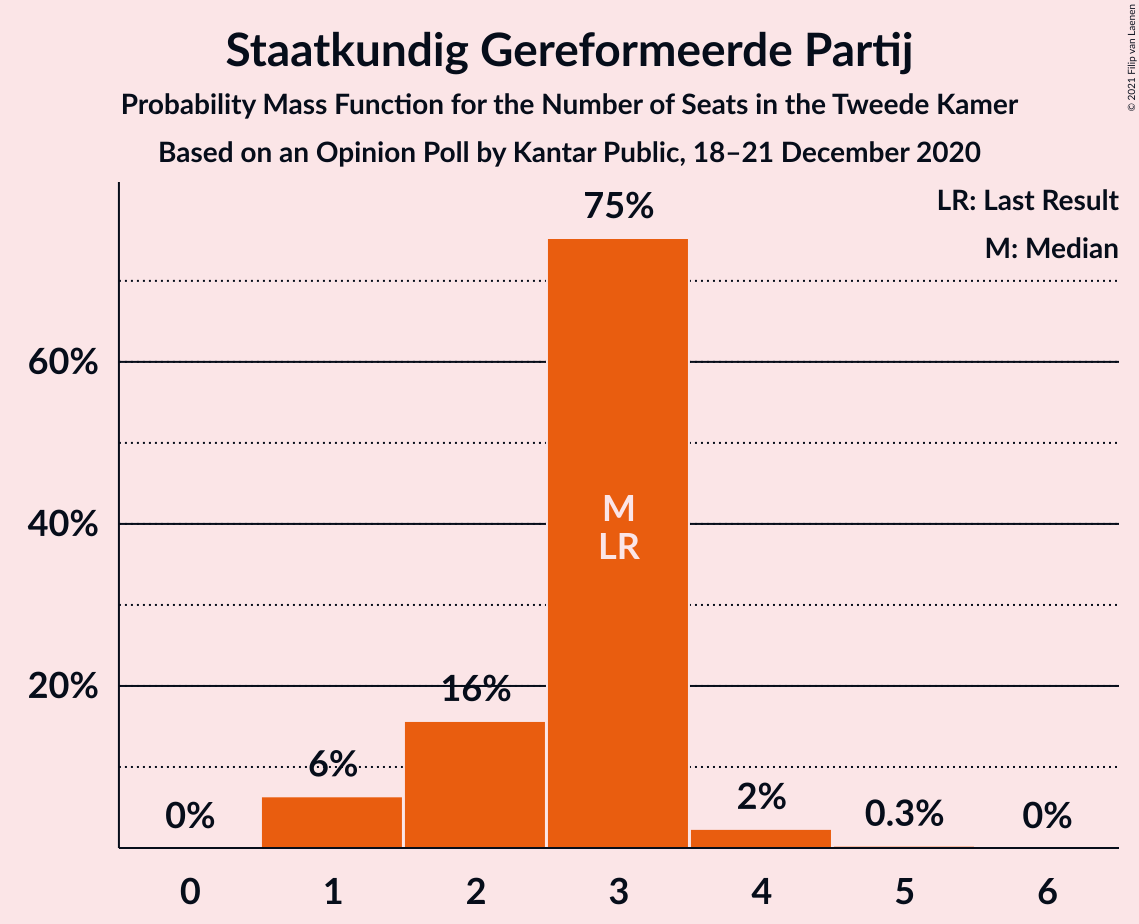 Staatkundig Gereformeerde Partij
Probability Mass Function for the Number of Seats in the Tweede Kamer
Based on an Opinion Poll by Kantar Public, 18–21 December 2020
© 2021 Filip van Laenen
LR: Last Result
M: Median
75%
60%
40%
20%
M
LR
16%
6%
0%
2%
0.3%
0%
0 1 2 3 4 5 6